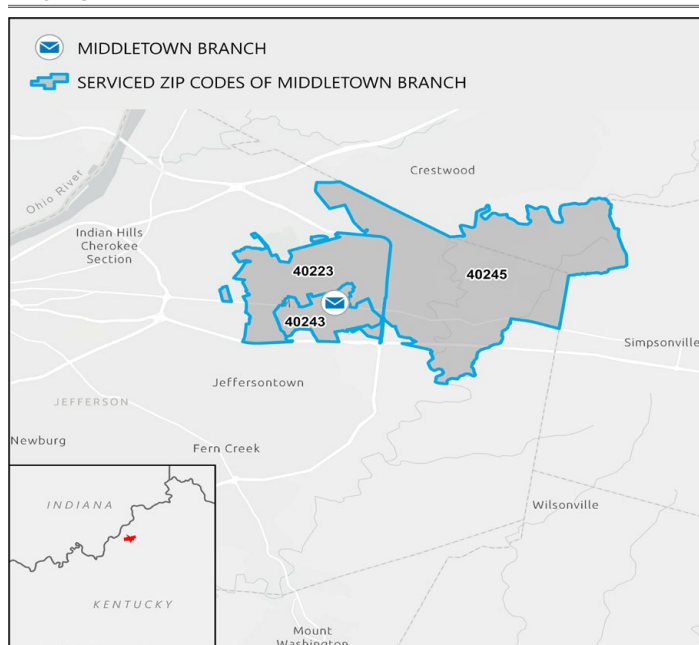 MIDDLETOWN BRANCH
SERVICED ZIP CODES OF MIDDLETOWN BRANCH
Crestwood
Ohio River
Indian Hills
Cherokee
Section
40223
40245
40243
Simpsonville
Jeffersontown
JEFFERSON
Newburg
Fern Creek
INDIANA
Wilsonville
KENTUCKY
Mount
Washington